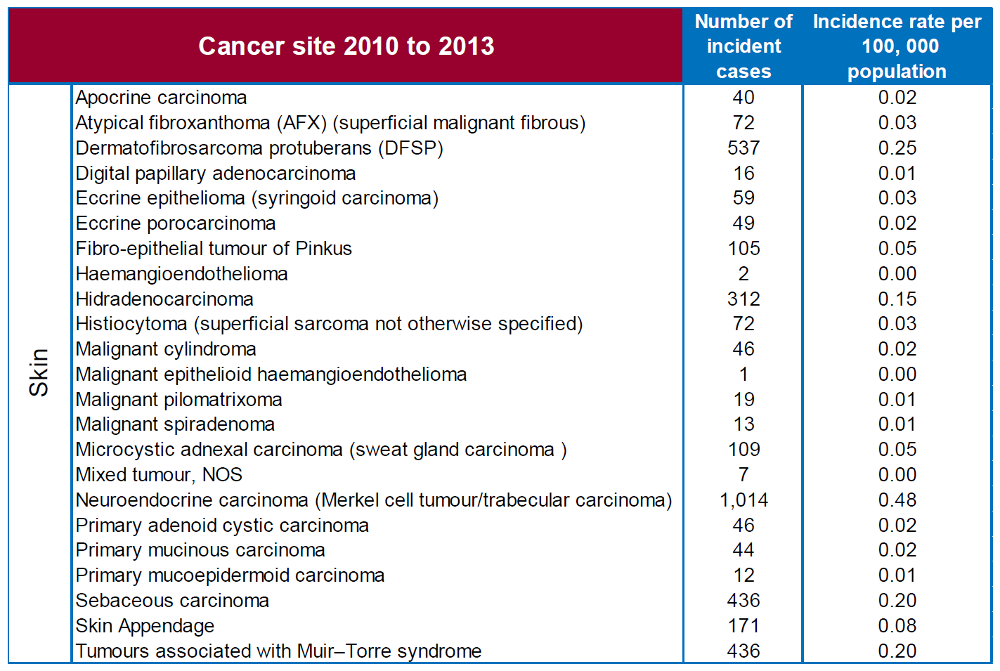 Cancer site 2010 to 2013
Number of
incident
cases
Incidence rate per
100, 000
population
Skin
Apocrine carcinoma 40 0.02
Atypical fibroxanthoma (AFX) (superficial malignant fibrous) 72 0.03
Dermatofibrosarcoma protuberans (DFSP) 537 0.25
Digital papillary adenocarcinoma 16 0.01
Eccrine epithelioma (syringoid carcinoma) 59 0.03
Eccrine porocarcinoma 49 0.02
Fibro-epithelial tumour of Pinkus 105 0.05
Haemangioendothelioma 2 0.00
Hidradenocarcinoma 312 0.15
Histiocytoma (superficial sarcoma not otherwise specified) 72 0.03
Malignant cylindroma 46 0.02
Malignant epithelioid haemangioendothelioma 1 0.00
Malignant pilomatrixoma 19 0.01
Malignant spiradenoma 13 0.01
Microcystic adnexal carcinoma (sweat gland carcinoma ) 109 0.05
Mixed tumour, NOS 7 0.00
Neuroendocrine carcinoma (Merkel cell tumour/trabecular carcinoma) 1,014 0.48
Primary adenoid cystic carcinoma 46 0.02
Primary mucinous carcinoma 44 0.02
Primary mucoepidermoid carcinoma 12 0.01
Sebaceous carcinoma 436 0.20
Skin Appendage 171 0.08
Tumours associated with Muir–Torre syndrome 436 0.20